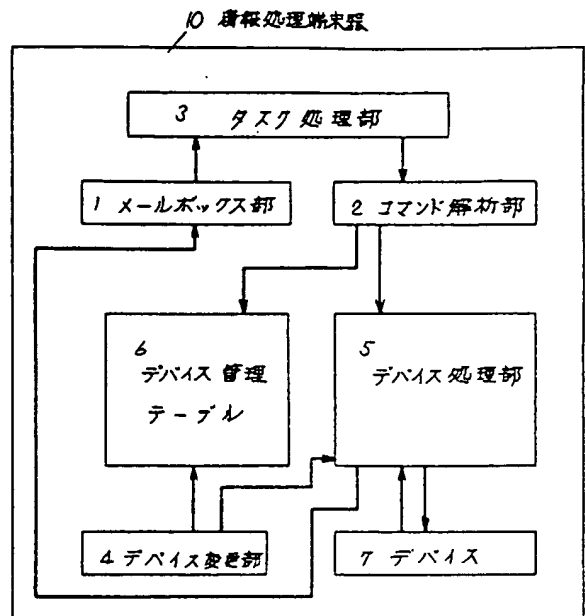 10 情報処理端末器
3 タスク処理部
1 メールボックス部
2 コマンド解析部
6
デバイス管理
テーブル
5
デバイス処理部
4 デバイス変更部
7 デバイス